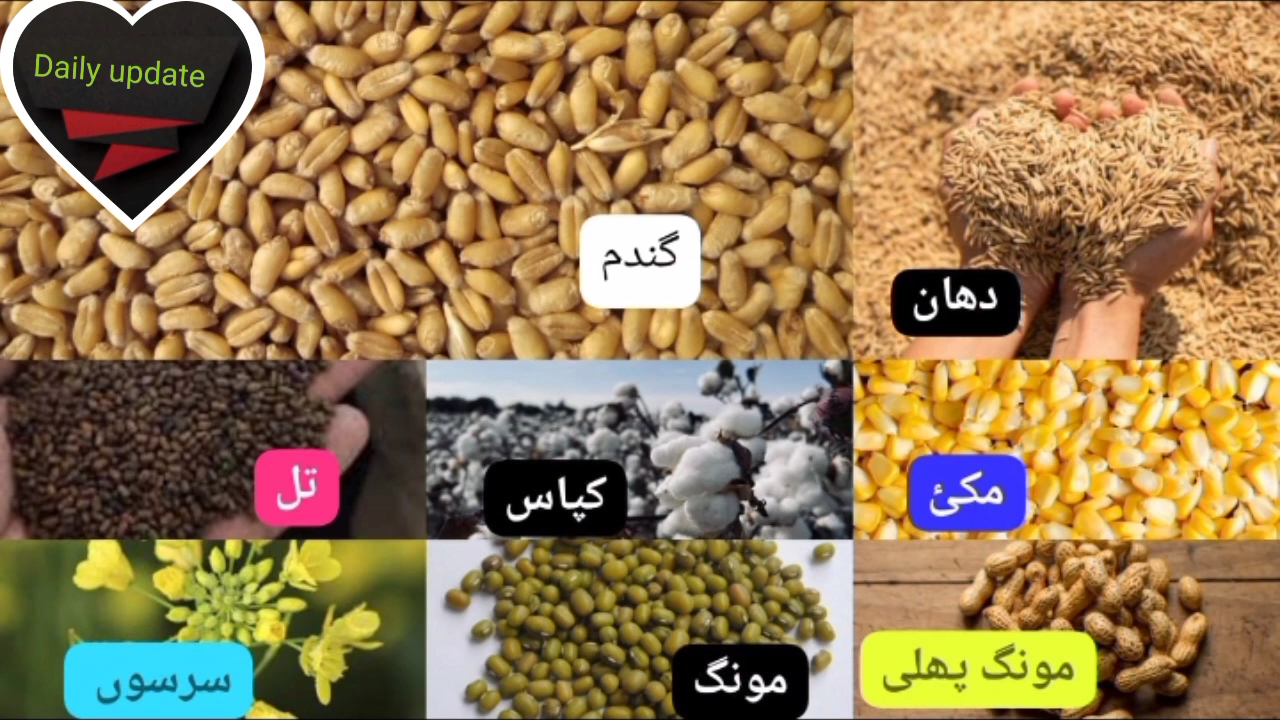 Daily update
گندم
دھان
تل
کپاس
مکئ
سرسوں
مونگ
مونگ پھلی